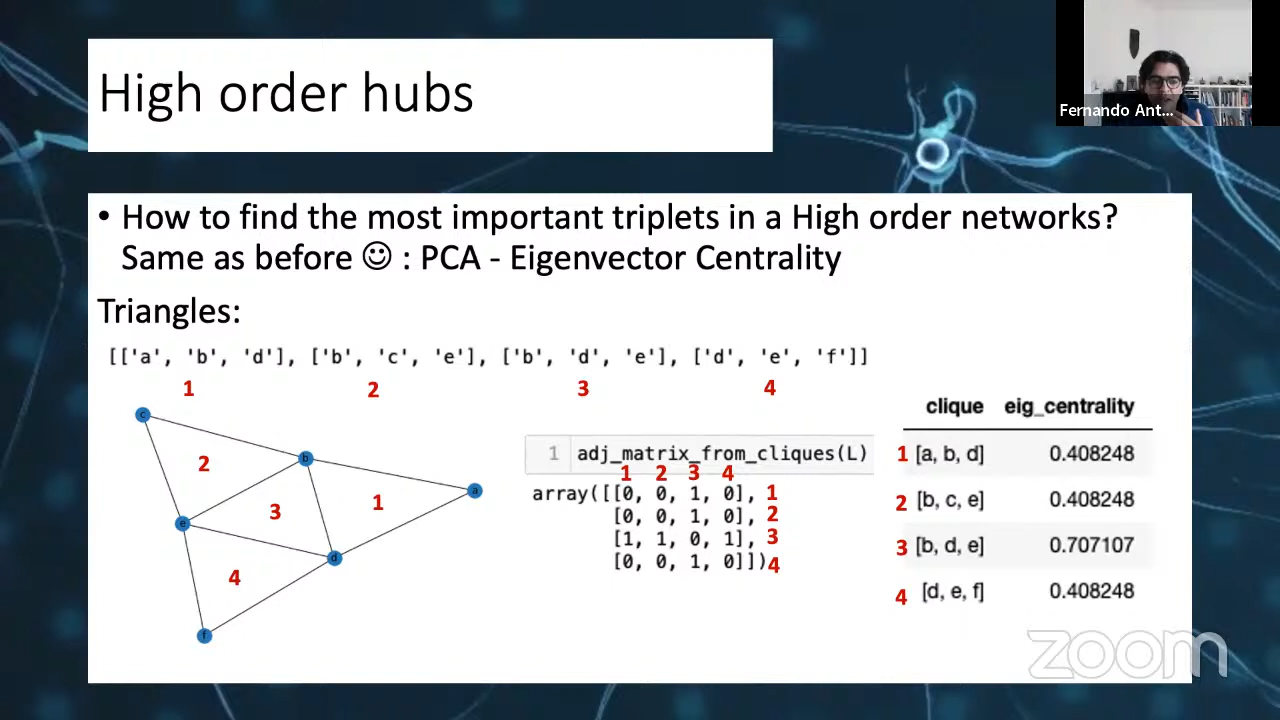 High order hubs
Fernando Ant...
• How to find the most important triplets in a High order networks?
Same as before ☺ : PCA - Eigenvector Centrality
Triangles:
[['a', 'b', 'd'], ['b', 'c', 'e'], ['b', 'd', 'e'], ['d', 'e', 'f']]
1 2 3 4
c
b
2
a
1
e
3
d
4
f
1 adj_matrix_from_cliques(L)
1 2 3 4
array([[0, 0, 1, 0], 1
[0, 0, 1, 0], 2
[1, 1, 0, 1], 3
[0, 0, 1, 0]]) 4
clique eig_centrality
1 [a, b, d] 0.408248
2 [b, c, e] 0.408248
3 [b, d, e] 0.707107
4 [d, e, f] 0.408248
zoom